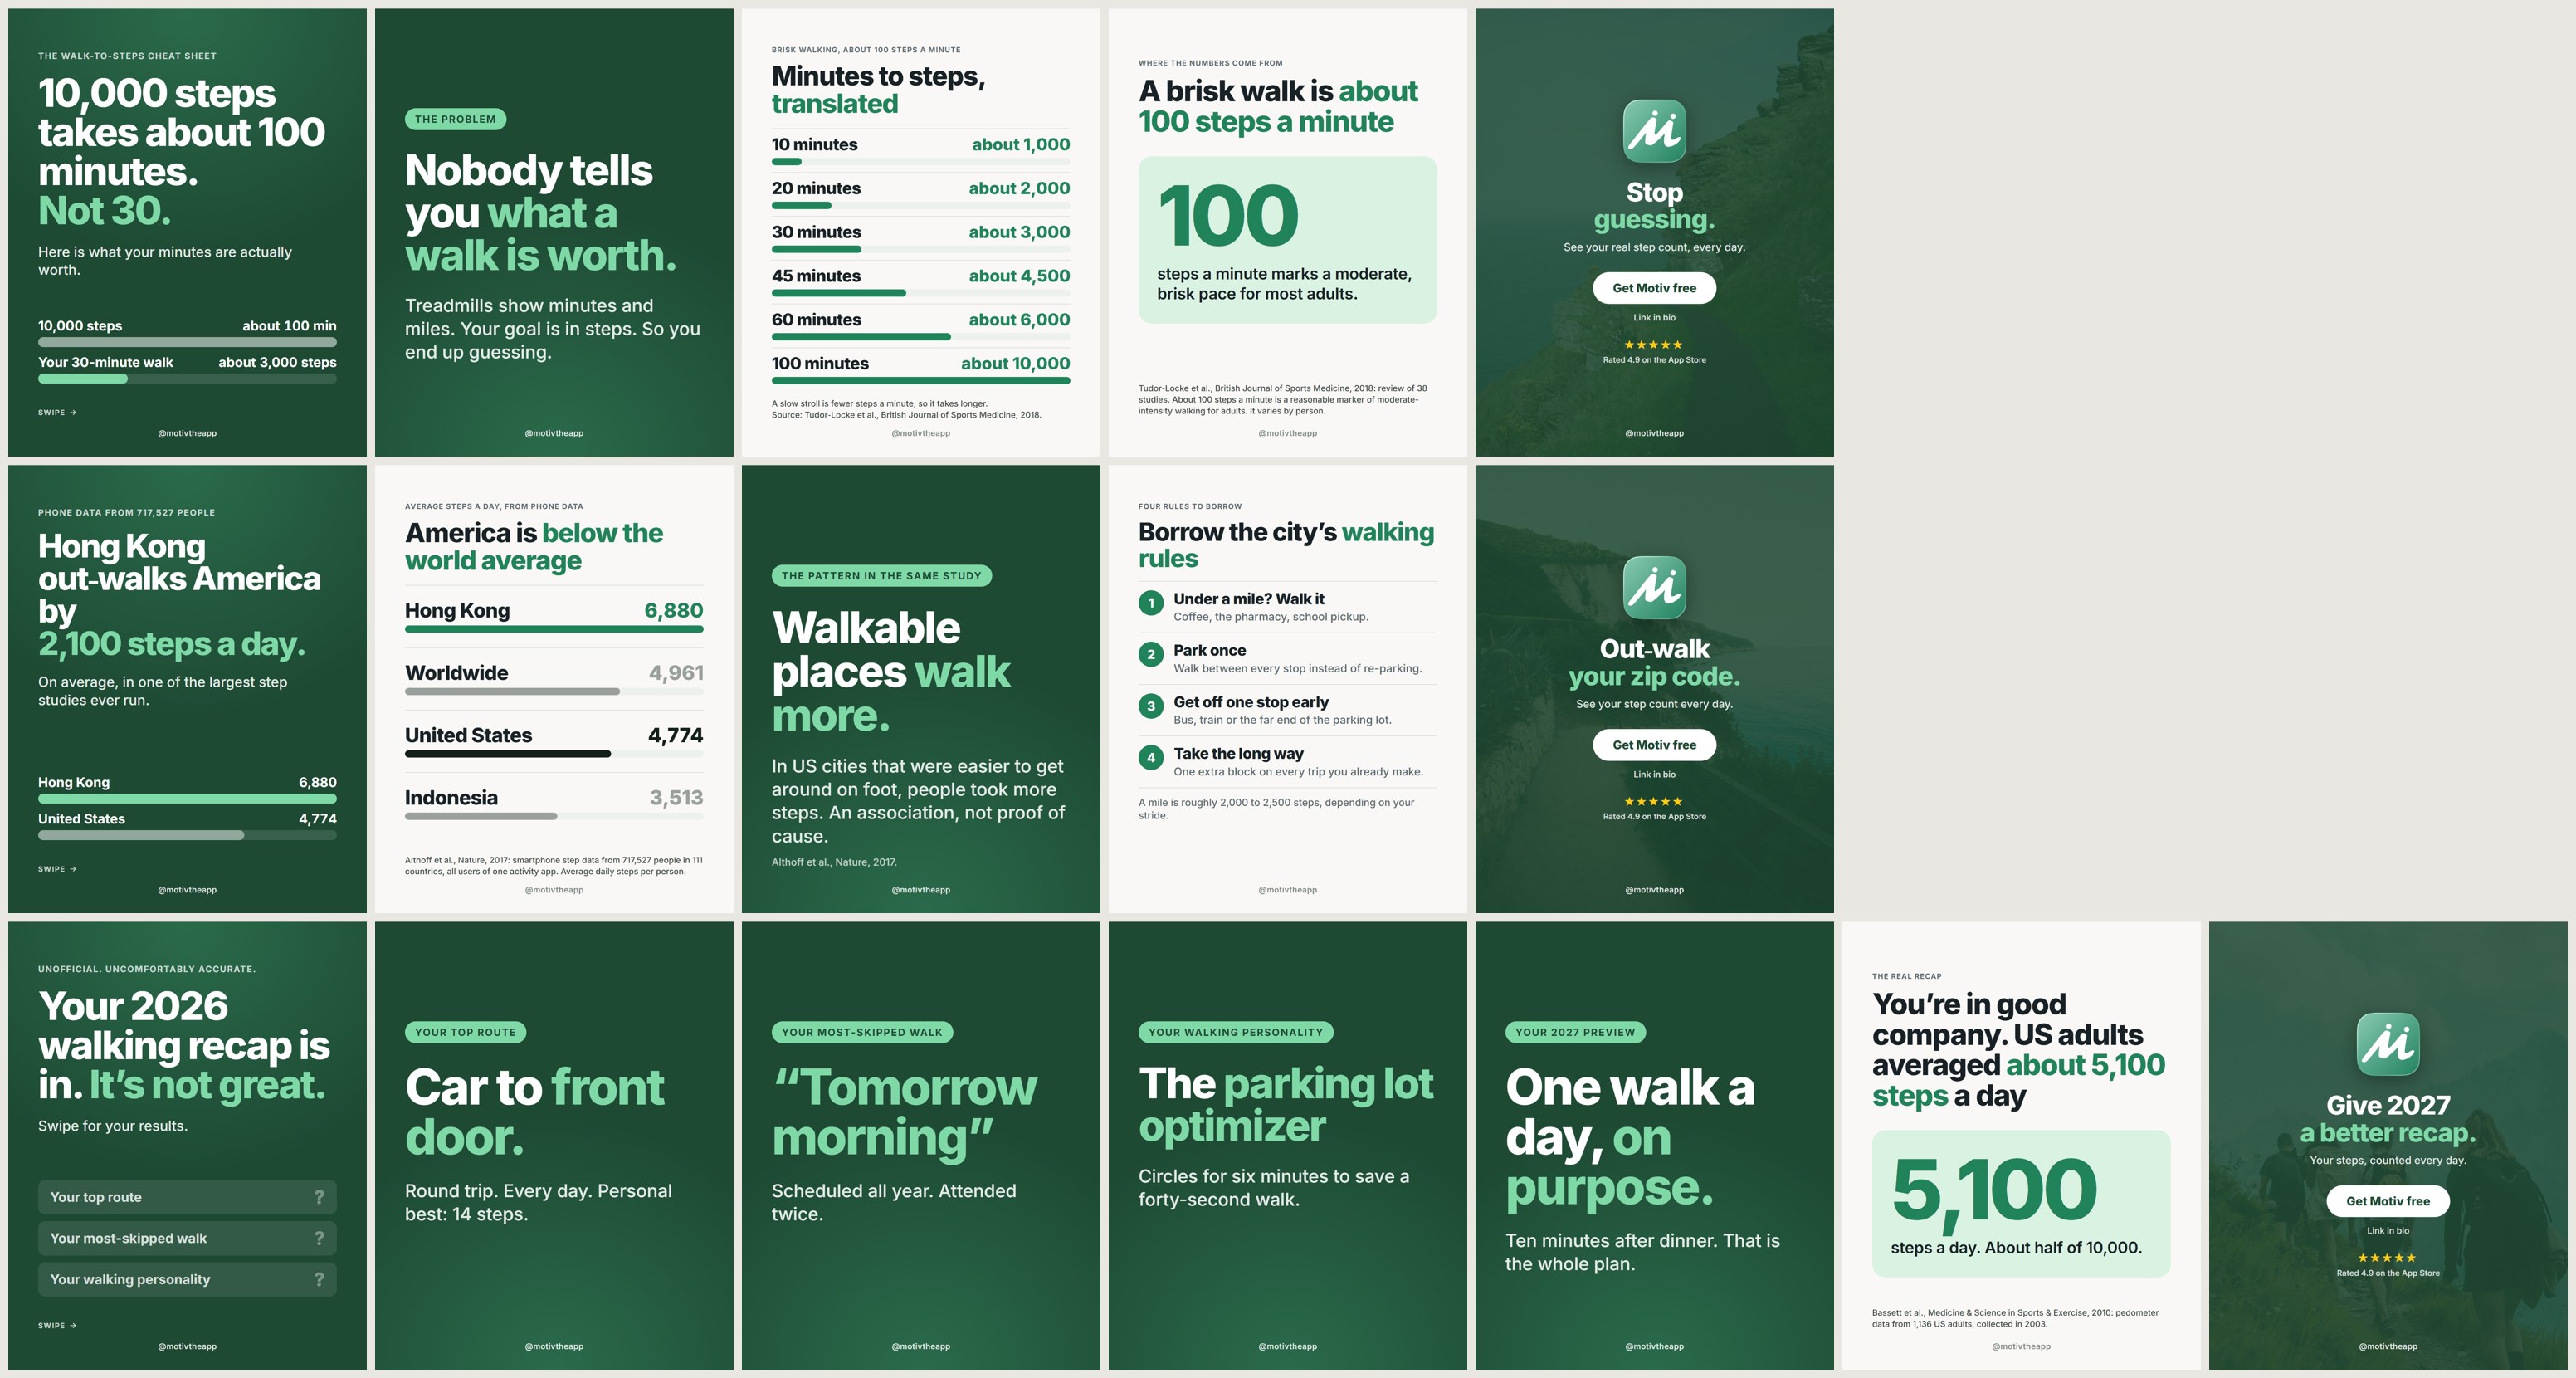 THE WALK-TO-STEPS CHEAT SHEET
10,000 steps
takes about 100
minutes.
Not 30.
Here is what your minutes are actually
worth.
10,000 steps about 100 min
Your 30-minute walk about 3,000 steps
SWIPE →
@motivtheapp
THE PROBLEM
Nobody tells
you what a
walk is worth.
Treadmills show minutes and
miles. Your goal is in steps. So you
end up guessing.
@motivtheapp
BRISK WALKING, ABOUT 100 STEPS A MINUTE
Minutes to steps,
translated
10 minutes about 1,000
20 minutes about 2,000
30 minutes about 3,000
45 minutes about 4,500
60 minutes about 6,000
100 minutes about 10,000
A slow stroll is fewer steps a minute, so it takes longer.
Source: Tudor-Locke et al., British Journal of Sports Medicine, 2018.
@motivtheapp
WHERE THE NUMBERS COME FROM
A brisk walk is about
100 steps a minute
100
steps a minute marks a moderate,
brisk pace for most adults.
Tudor-Locke et al., British Journal of Sports Medicine, 2018: review of 38
studies. About 100 steps a minute is a reasonable marker of moderate-
intensity walking for adults. It varies by person.
@motivtheapp
Stop
guessing.
See your real step count, every day.
Get Motiv free
Link in bio
★★★★★
Rated 4.9 on the App Store
@motivtheapp
PHONE DATA FROM 717,527 PEOPLE
Hong Kong
out-walks America
by
2,100 steps a day.
On average, in one of the largest step
studies ever run.
Hong Kong 6,880
United States 4,774
SWIPE →
@motivtheapp
AVERAGE STEPS A DAY, FROM PHONE DATA
America is below the
world average
Hong Kong 6,880
Worldwide 4,961
United States 4,774
Indonesia 3,513
Althoff et al., Nature, 2017: smartphone step data from 717,527 people in 111
countries, all users of one activity app. Average daily steps per person.
@motivtheapp
THE PATTERN IN THE SAME STUDY
Walkable
places walk
more.
In US cities that were easier to get
around on foot, people took more
steps. An association, not proof of
cause.
Althoff et al., Nature, 2017.
@motivtheapp
FOUR RULES TO BORROW
Borrow the city's walking
rules
1 Under a mile? Walk it
Coffee, the pharmacy, school pickup.
2 Park once
Walk between every stop instead of re-parking.
3 Get off one stop early
Bus, train or the far end of the parking lot.
4 Take the long way
One extra block on every trip you already make.
A mile is roughly 2,000 to 2,500 steps, depending on your
stride.
@motivtheapp
Out-walk
your zip code.
See your step count every day.
Get Motiv free
Link in bio
★★★★★
Rated 4.9 on the App Store
@motivtheapp
UNOFFICIAL. UNCOMFORTABLY ACCURATE.
Your 2026
walking recap is
in. It's not great.
Swipe for your results.
Your top route ?
Your most-skipped walk ?
Your walking personality ?
SWIPE →
@motivtheapp
YOUR TOP ROUTE
Car to front
door.
Round trip. Every day. Personal
best: 14 steps.
@motivtheapp
YOUR MOST-SKIPPED WALK
“Tomorrow
morning”
Scheduled all year. Attended
twice.
@motivtheapp
YOUR WALKING PERSONALITY
The parking lot
optimizer
Circles for six minutes to save a
forty-second walk.
@motivtheapp
YOUR 2027 PREVIEW
One walk a
day, on
purpose.
Ten minutes after dinner. That is
the whole plan.
@motivtheapp
THE REAL RECAP
You're in good
company. US adults
averaged about 5,100
steps a day
5,100
steps a day. About half of 10,000.
Bassett et al., Medicine & Science in Sports & Exercise, 2010: pedometer
data from 1,136 US adults, collected in 2003.
@motivtheapp
Give 2027
a better recap.
Your steps, counted every day.
Get Motiv free
Link in bio
★★★★★
Rated 4.9 on the App Store
@motivtheapp